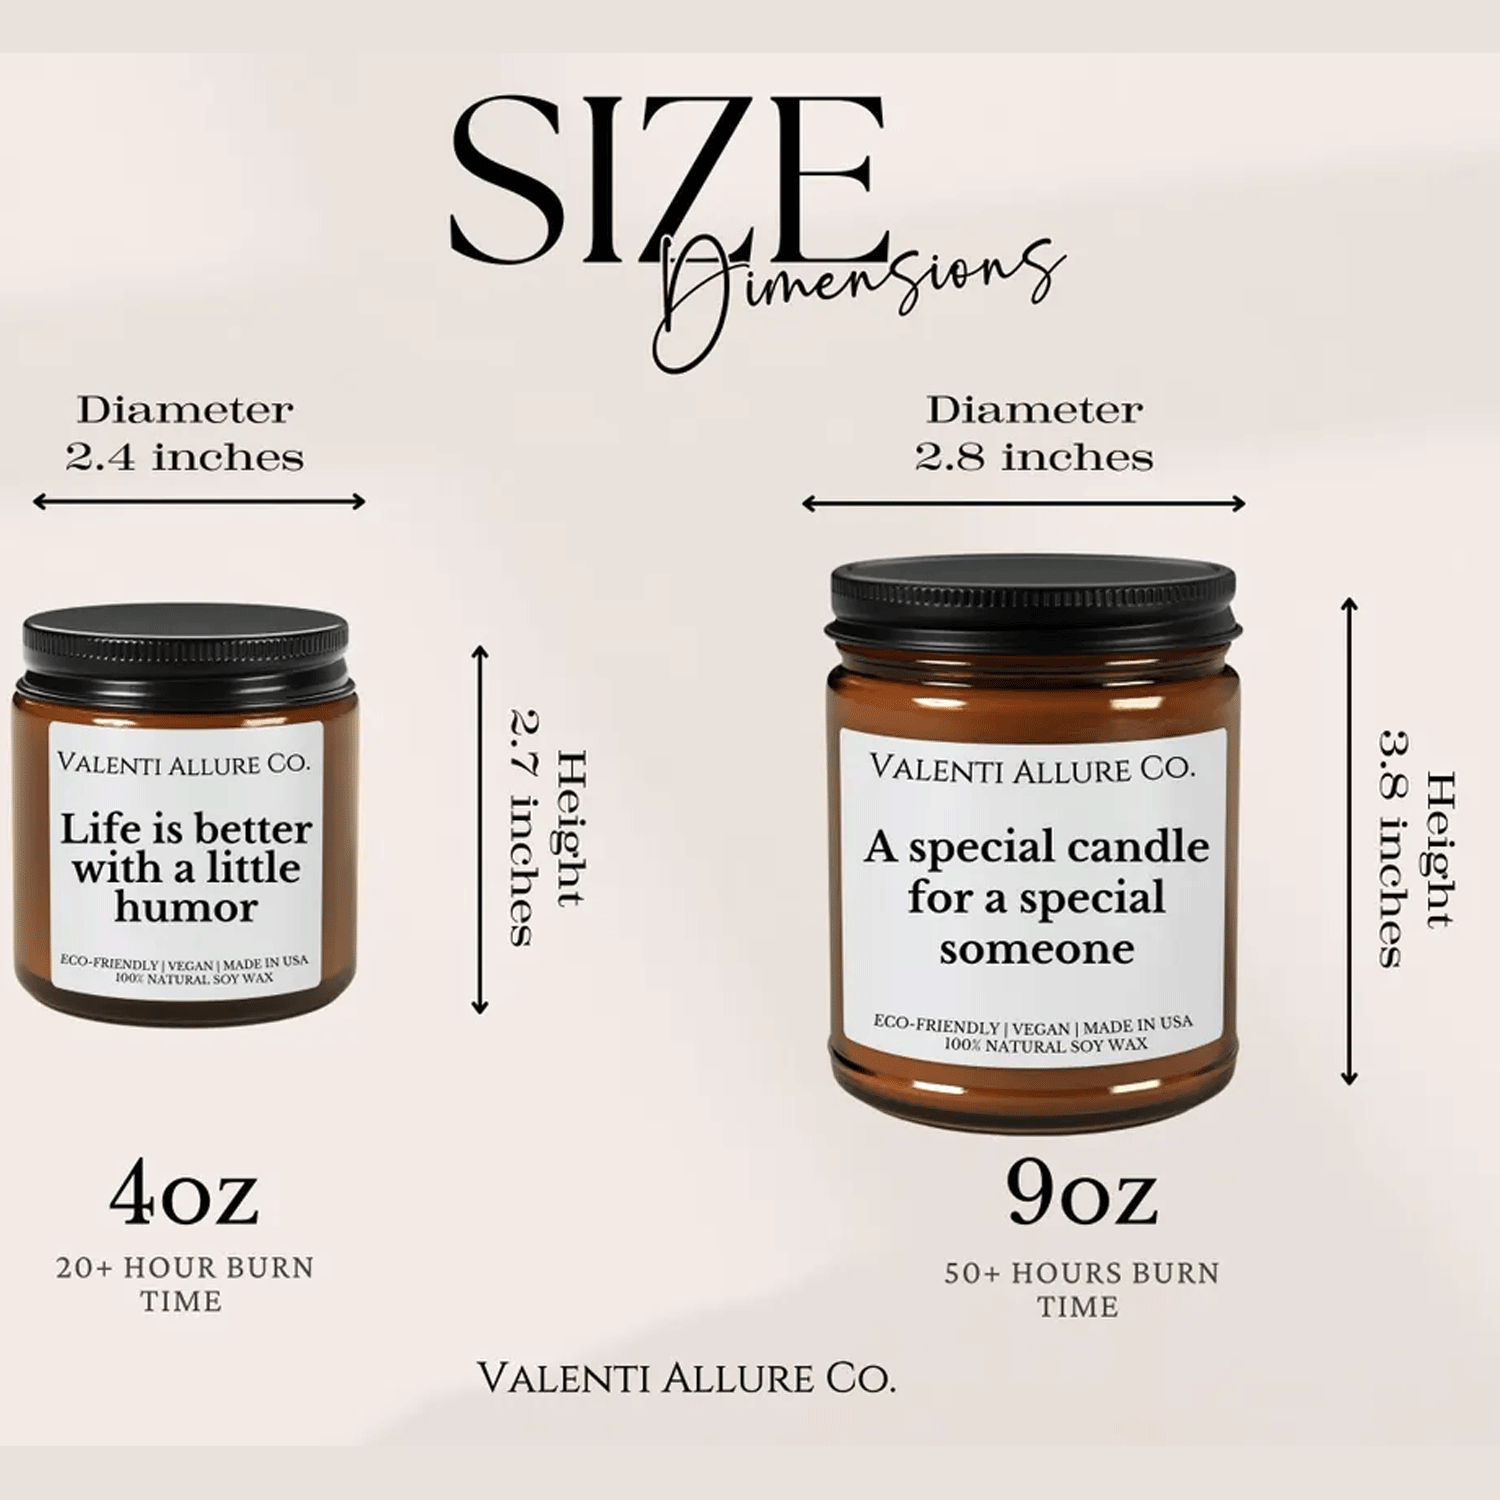 SIZE
Dimensions
Diameter
2.4 inches
Diameter
2.8 inches
VALENTI ALLURE CO.
Life is better
with a little
humor
ECO-FRIENDLY | VEGAN | MADE IN USA
100% NATURAL SOY WAX
Height
2.7 inches
VALENTI ALLURE CO.
A special candle
for a special
someone
ECO-FRIENDLY | VEGAN | MADE IN USA
100% NATURAL SOY WAX
Height
3.8 inches
4oz
20+ HOUR BURN
TIME
9oz
50+ HOURS BURN
TIME
VALENTI ALLURE CO.